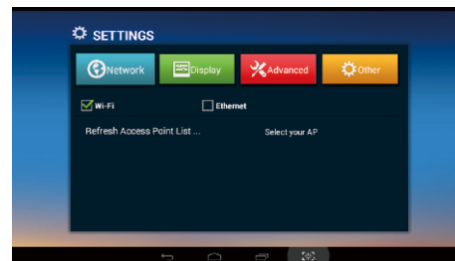 SETTINGS
Network Display Advanced Other
Wi-Fi Ethernet
Refresh Access Point List ... Select your AP